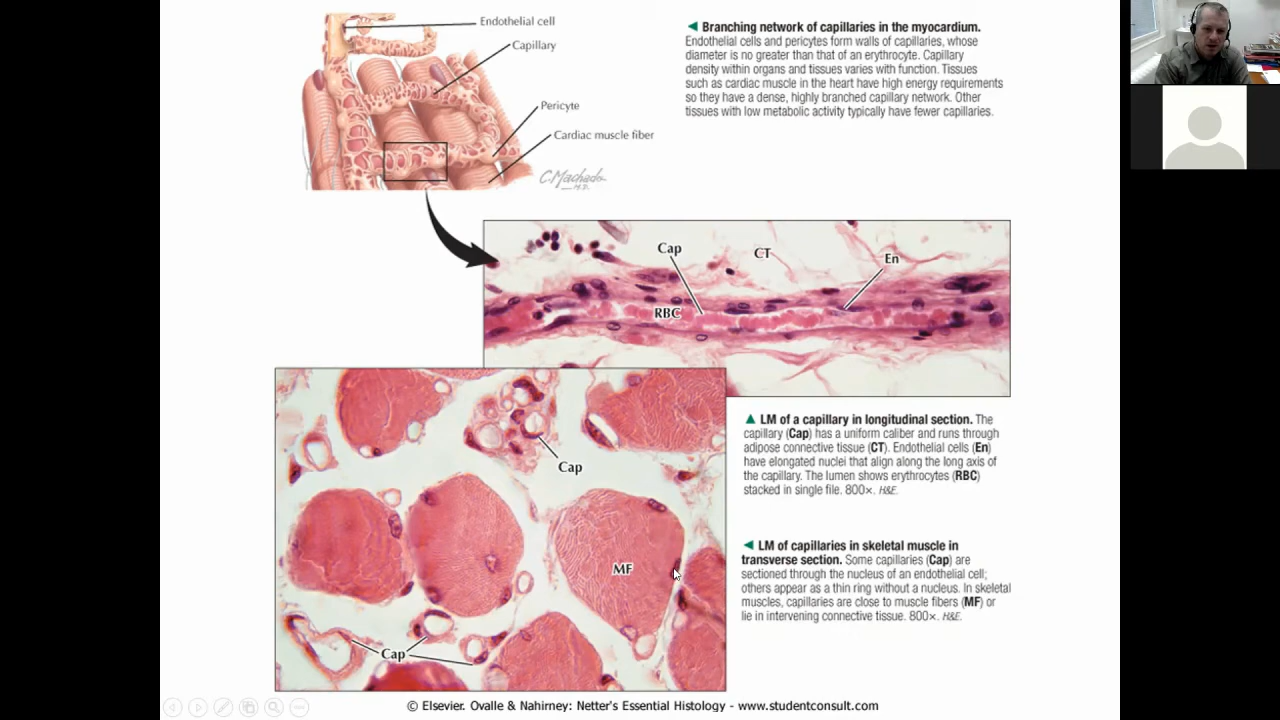 Endothelial cell
Capillary
Pericyte
Cardiac muscle fiber
C. Machado
M.D.
◄ Branching network of capillaries in the myocardium.
Endothelial cells and pericytes form walls of capillaries, whose
diameter is no greater than that of an erythrocyte. Capillary
density within organs and tissues varies with function. Tissues
such as cardiac muscle in the heart have high energy requirements
so they have a dense, highly branched capillary network. Other
tissues with low metabolic activity typically have fewer capillaries.
Cap
CT
En
RBC
Cap
MF
Cap
▲ LM of a capillary in longitudinal section. The
capillary (Cap) has a uniform caliber and runs through
adipose connective tissue (CT). Endothelial cells (En)
have elongated nuclei that align along the long axis of
the capillary. The lumen shows erythrocytes (RBC)
stacked in single file. 800×. H&E.
◄ LM of capillaries in skeletal muscle in
transverse section. Some capillaries (Cap) are
sectioned through the nucleus of an endothelial cell;
others appear as a thin ring without a nucleus. In skeletal
muscles, capillaries are close to muscle fibers (MF) or
lie in intervening connective tissue. 800×. H&E.
© Elsevier. Ovalle & Nahirney: Netter's Essential Histology - www.studentconsult.com